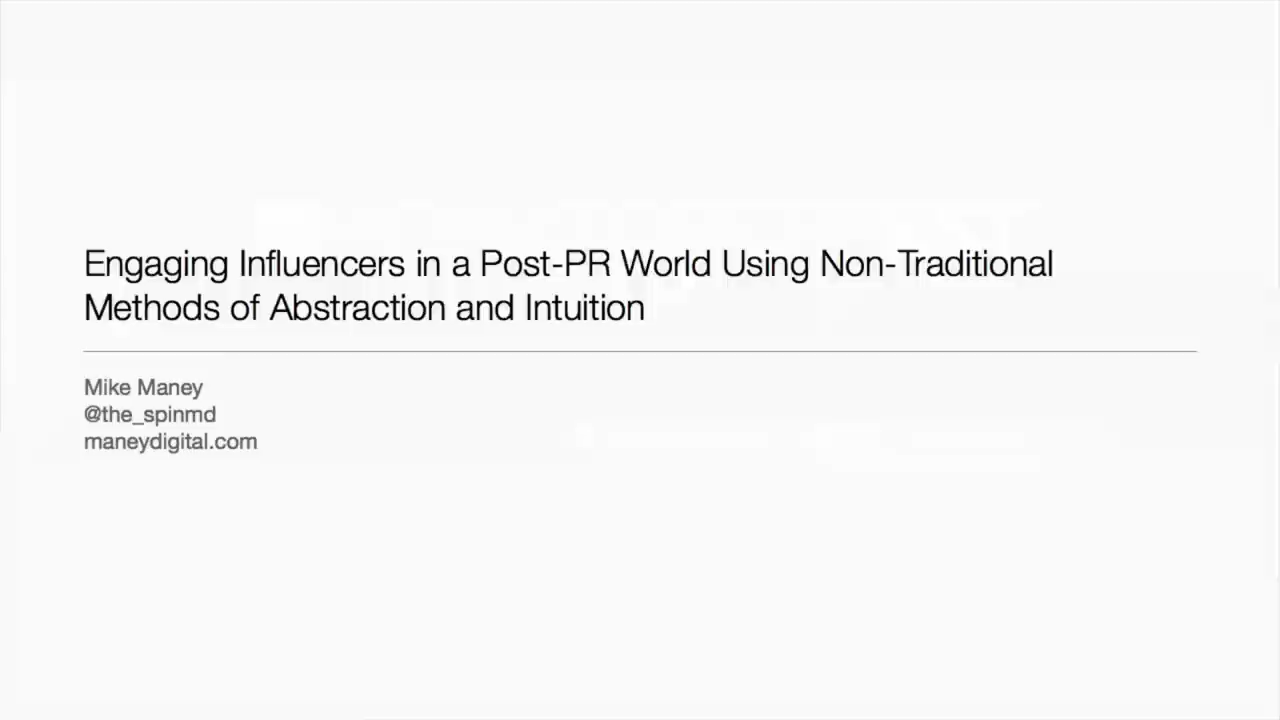 Engaging Influencers in a Post-PR World Using Non-Traditional
Methods of Abstraction and Intuition
Mike Maney
@the_spinmd
maneydigital.com